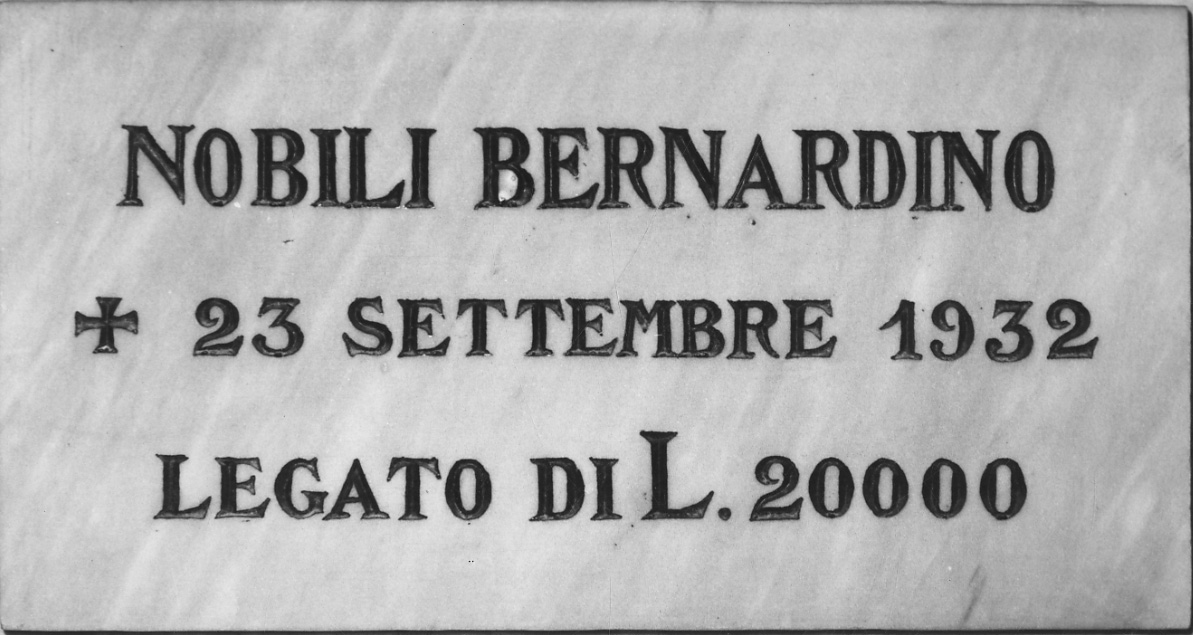 NOBILI BERNARDINO
✠ 23 SETTEMBRE 1932
LEGATO DI L. 20000